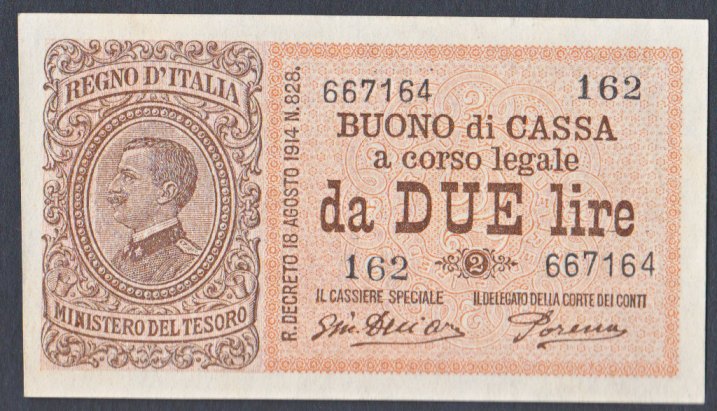 REGNO D'ITALIA
MINISTERO DEL TESORO
R. DECRETO 18 AGOSTO 1914 N. 828.
667164 162
BUONO di CASSA
a corso legale
da DUE lire
162 2 667164
IL CASSIERE SPECIALE IL DELEGATO DELLA CORTE DEI CONTI
Porena